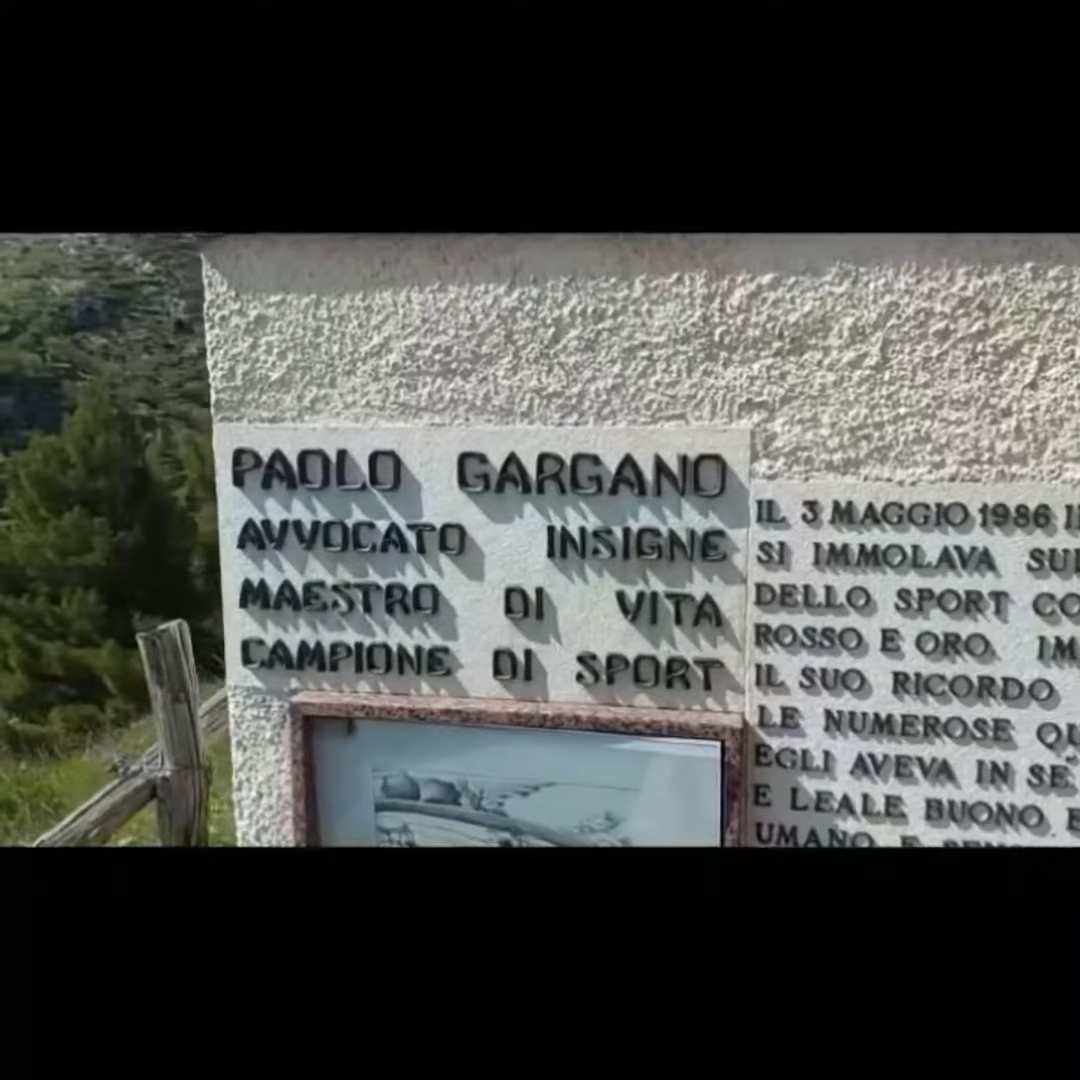 PAOLO GARGANO
AVVOCATO INSIGNE
MAESTRO DI VITA
CAMPIONE DI SPORT
IL 3 MAGGIO 1986
SI IMMOLAVA
DELLO SPORT
ROSSO E ORO.
IL SUO RICORDO
LE NUMEROSE
EGLI AVEVA IN SE'
E LEALE BUONO.
UMANO E